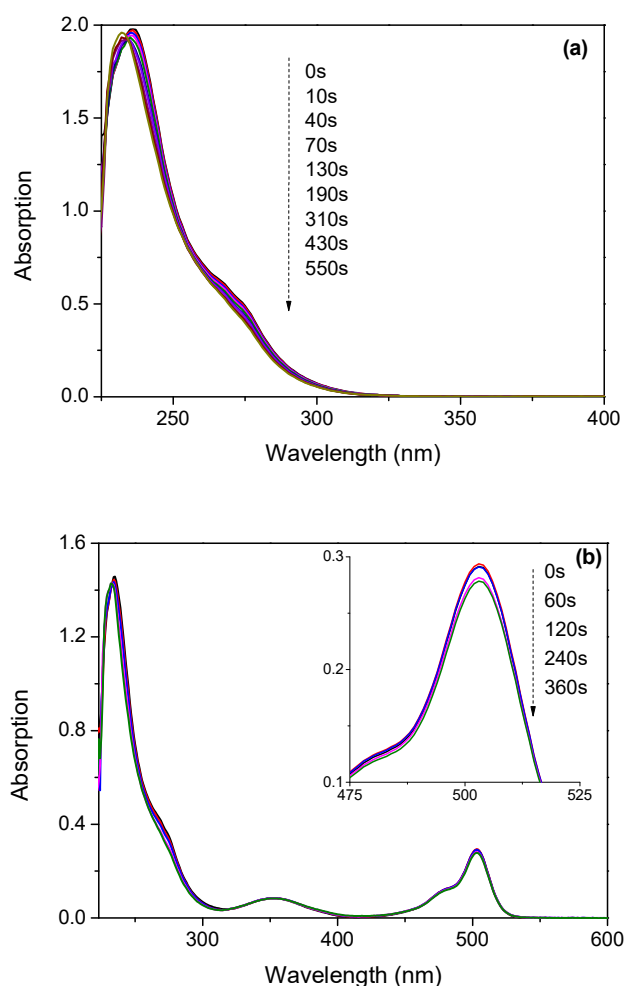 (a)
2.0
1.5
1.0
0.5
0.0
Absorption
0s
10s
40s
70s
130s
190s
310s
430s
550s
250 300 350 400
Wavelength (nm)
(b)
1.6
1.2
0.8
0.4
0.0
Absorption
0.3
0.2
0.1
475 500 525
0s
60s
120s
240s
360s
300 400 500 600
Wavelength (nm)